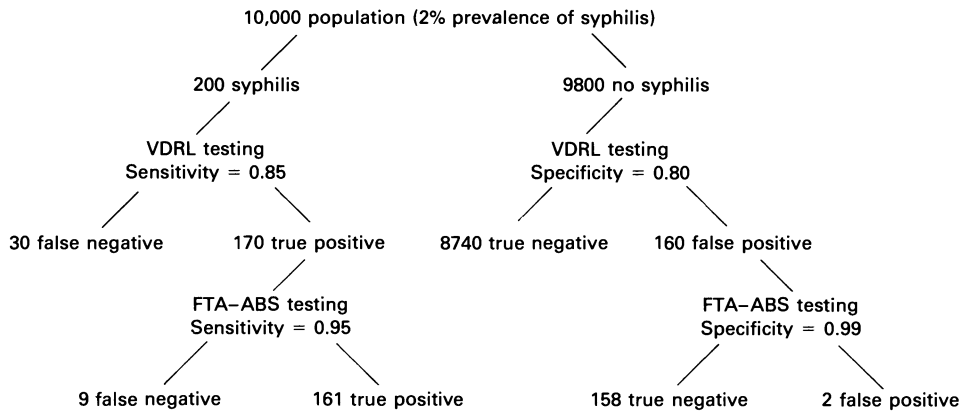 10,000 population (2% prevalence of syphilis)
200 syphilis
9800 no syphilis
VDRL testing
Sensitivity = 0.85
VDRL testing
Specificity = 0.80
30 false negative
170 true positive
8740 true negative
160 false positive
FTA–ABS testing
Sensitivity = 0.95
FTA–ABS testing
Specificity = 0.99
9 false negative
161 true positive
158 true negative
2 false positive